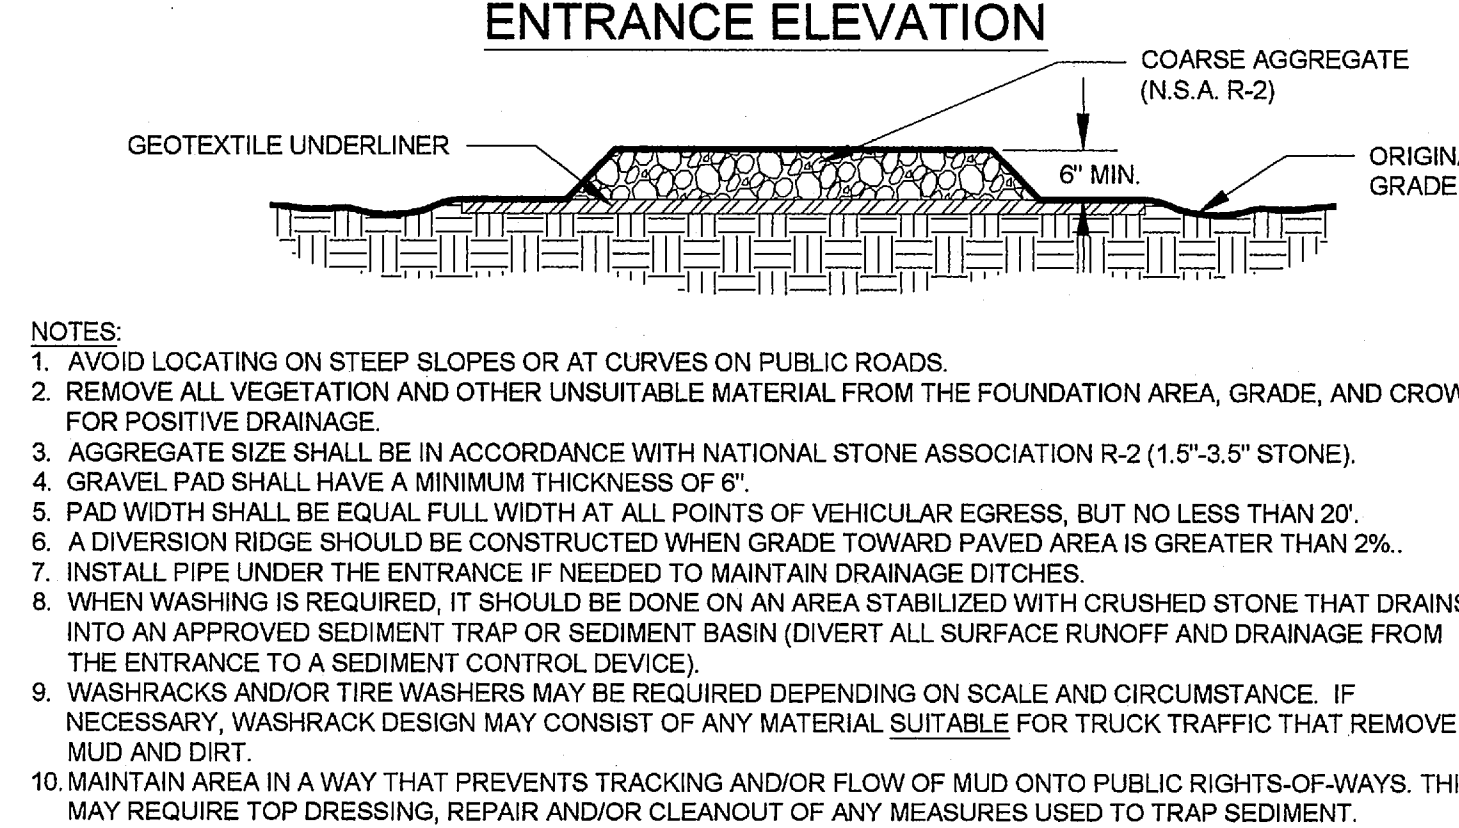 ENTRANCE ELEVATION
COARSE AGGREGATE
(N.S.A. R-2)
GEOTEXTILE UNDERLINER
6" MIN.
ORIGINA
GRADE
NOTES:
1. AVOID LOCATING ON STEEP SLOPES OR AT CURVES ON PUBLIC ROADS.
2. REMOVE ALL VEGETATION AND OTHER UNSUITABLE MATERIAL FROM THE FOUNDATION AREA, GRADE, AND CROW
FOR POSITIVE DRAINAGE.
3. AGGREGATE SIZE SHALL BE IN ACCORDANCE WITH NATIONAL STONE ASSOCIATION R-2 (1.5"-3.5" STONE).
4. GRAVEL PAD SHALL HAVE A MINIMUM THICKNESS OF 6".
5. PAD WIDTH SHALL BE EQUAL FULL WIDTH AT ALL POINTS OF VEHICULAR EGRESS, BUT NO LESS THAN 20'.
6. A DIVERSION RIDGE SHOULD BE CONSTRUCTED WHEN GRADE TOWARD PAVED AREA IS GREATER THAN 2%..
7. INSTALL PIPE UNDER THE ENTRANCE IF NEEDED TO MAINTAIN DRAINAGE DITCHES.
8. WHEN WASHING IS REQUIRED, IT SHOULD BE DONE ON AN AREA STABILIZED WITH CRUSHED STONE THAT DRAINS
INTO AN APPROVED SEDIMENT TRAP OR SEDIMENT BASIN (DIVERT ALL SURFACE RUNOFF AND DRAINAGE FROM
THE ENTRANCE TO A SEDIMENT CONTROL DEVICE).
9. WASHRACKS AND/OR TIRE WASHERS MAY BE REQUIRED DEPENDING ON SCALE AND CIRCUMSTANCE. IF
NECESSARY, WASHRACK DESIGN MAY CONSIST OF ANY MATERIAL SUITABLE FOR TRUCK TRAFFIC THAT REMOVE
MUD AND DIRT.
10. MAINTAIN AREA IN A WAY THAT PREVENTS TRACKING AND/OR FLOW OF MUD ONTO PUBLIC RIGHTS-OF-WAYS. THI
MAY REQUIRE TOP DRESSING, REPAIR AND/OR CLEANOUT OF ANY MEASURES USED TO TRAP SEDIMENT.